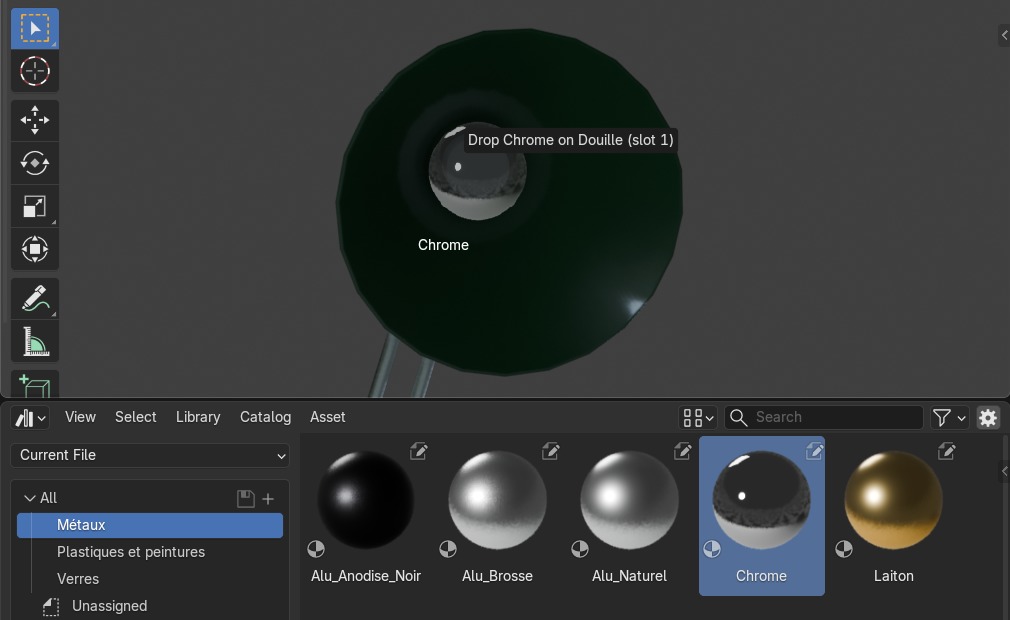 Drop Chrome on Douille (slot 1)
Chrome
View Select Library Catalog Asset Search
Current File
All
Métaux
Plastiques et peintures
Verres
Unassigned
Alu_Anodise_Noir Alu_Brosse Alu_Naturel Chrome Laiton